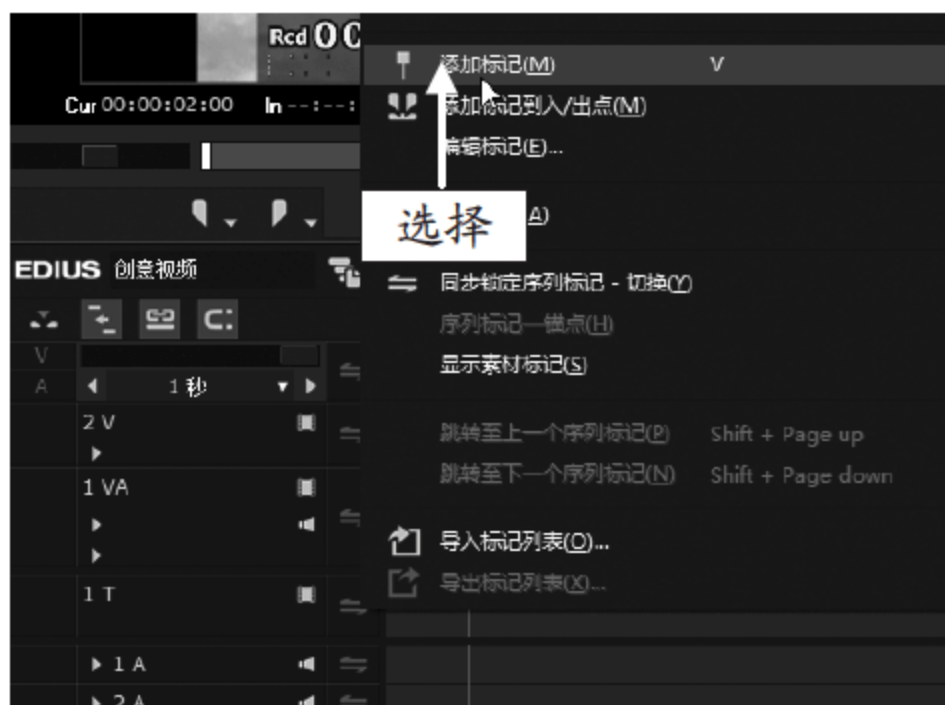 Rcd 00
Cur 00:00:02:00 In --:--:
添加标记(M) V
添加标记到入/出点(M)
编辑标记(E)...
选择
A)
EDIUS 创意视频
同步锁定序列标记 - 切换(Y)
序列标记—锚点(H)
显示素材标记(S)
V
A
1秒
2 V
跳转至上一个序列标记(P) Shift + Page up
跳转至下一个序列标记(N) Shift + Page down
1 VA
导入标记列表(O)...
导出标记列表(X)...
1 T
1 A
2 A